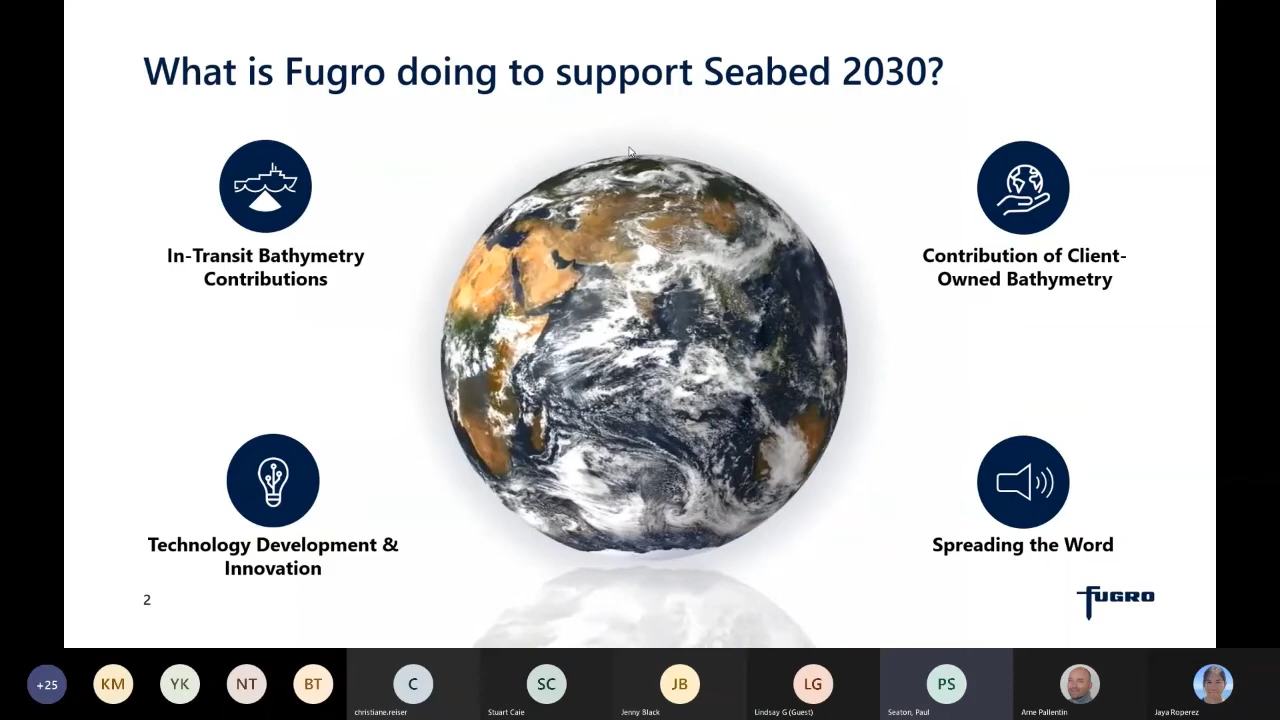 What is Fugro doing to support Seabed 2030?
In-Transit Bathymetry
Contributions
Contribution of Client-
Owned Bathymetry
Technology Development &
Innovation
Spreading the Word
2
FUGRO
+25
KM
YK
NT
BT
C
christiane.reiser
SC
Stuart Caie
JB
Jenny Black
LG
Lindsay G (Guest)
PS
Seaton, Paul
Arne Pallentin
Jaya Roperez